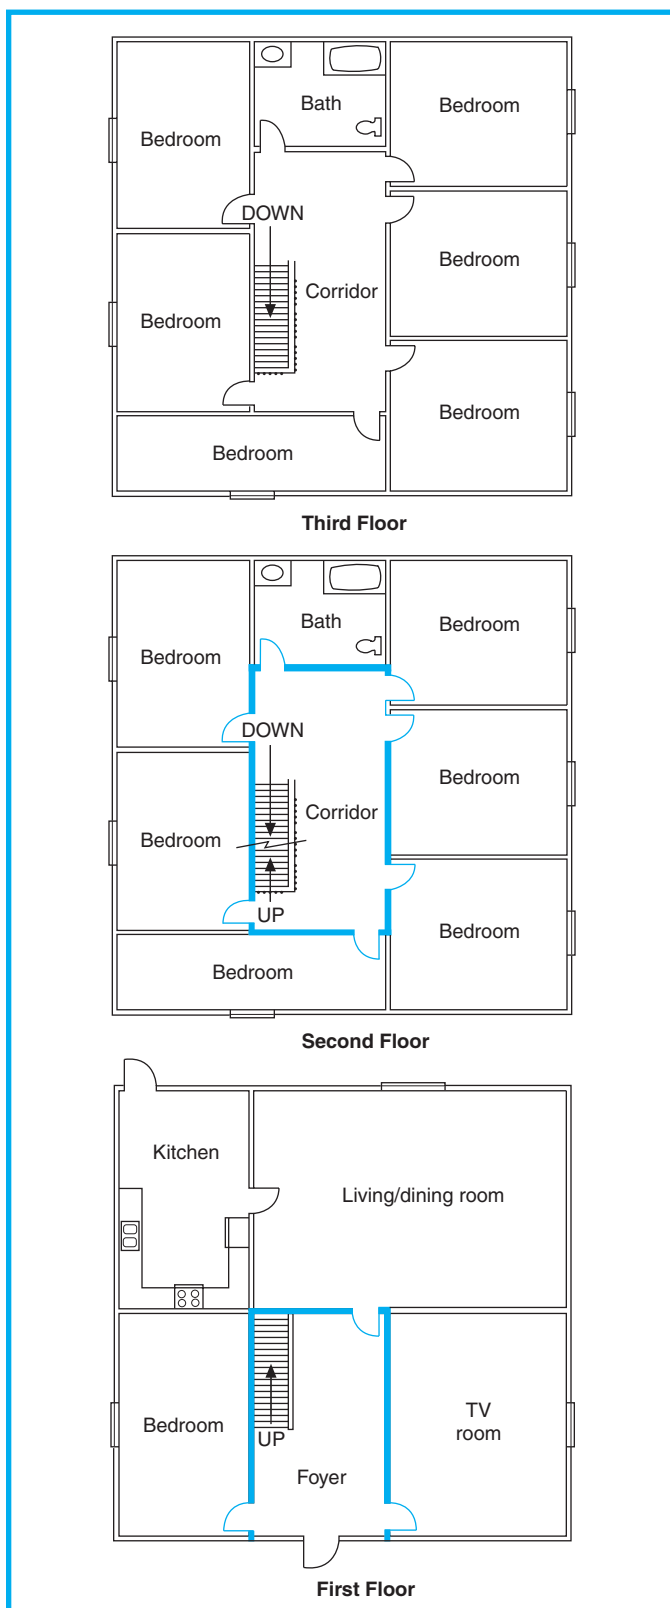 Bath
Bedroom
Bedroom
DOWN
Bedroom
Corridor
Bedroom
Bedroom
Bedroom
Third Floor
Bath
Bedroom
Bedroom
DOWN
Bedroom
Corridor
Bedroom
UP
Bedroom
Bedroom
Second Floor
Kitchen
Living/dining room
TV
room
Bedroom
UP
Foyer
First Floor